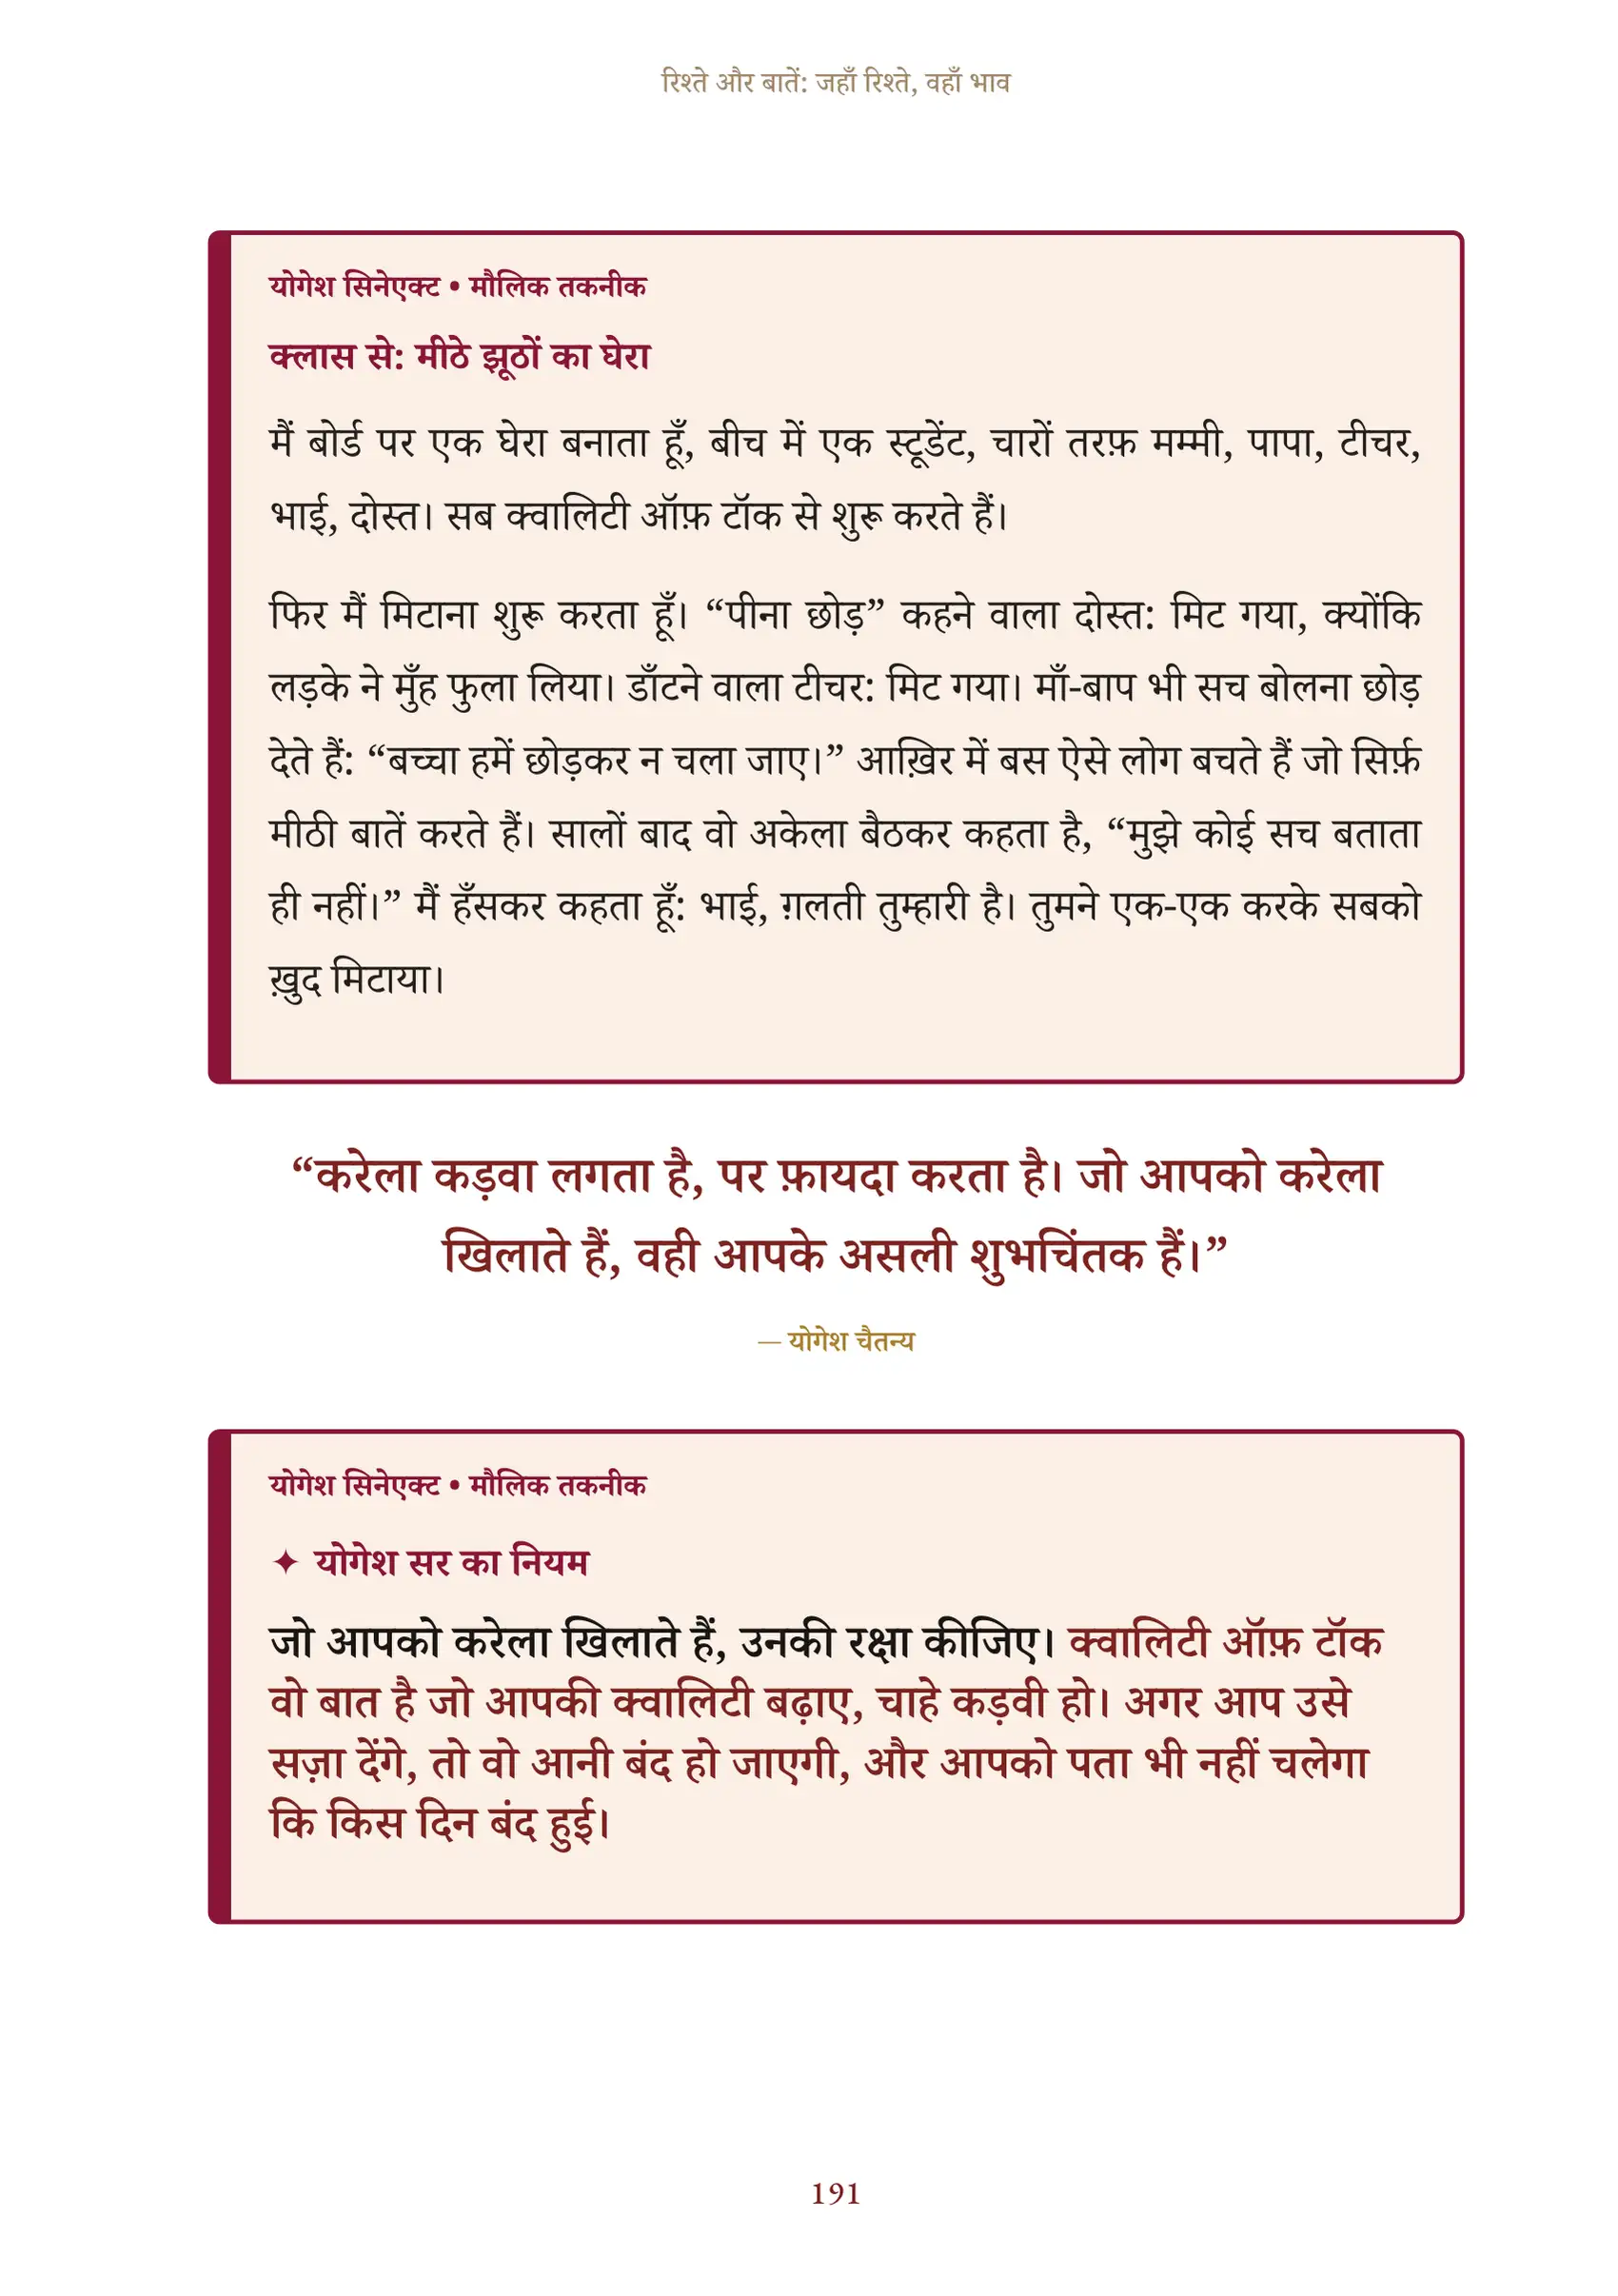 रिश्ते और बातें: जहाँ रिश्ते, वहाँ भाव
योगेश सिनेएक्ट • मौलिक तकनीक
क्लास से: मीठे झूठों का घेरा
मैं बोर्ड पर एक घेरा बनाता हूँ, बीच में एक स्टूडेंट, चारों तरफ़ मम्मी, पापा, टीचर,
भाई, दोस्त। सब क्वालिटी ऑफ़ टॉक से शुरू करते हैं।
फिर मैं मिटाना शुरू करता हूँ। “पीना छोड़” कहने वाला दोस्त: मिट गया, क्योंकि
लड़के ने मुँह फुला लिया। डाँटने वाला टीचर: मिट गया। माँ-बाप भी सच बोलना छोड़
देते हैं: “बच्चा हमें छोड़कर न चला जाए।” आख़िर में बस ऐसे लोग बचते हैं जो सिर्फ़
मीठी बातें करते हैं। सालों बाद वो अकेला बैठकर कहता है, “मुझे कोई सच बताता
ही नहीं।” मैं हँसकर कहता हूँ: भाई, ग़लती तुम्हारी है। तुमने एक-एक करके सबको
ख़ुद मिटाया।
“करेला कड़वा लगता है, पर फ़ायदा करता है। जो आपको करेला
खिलाते हैं, वही आपके असली शुभचिंतक हैं।”
— योगेश चैतन्य
योगेश सिनेएक्ट • मौलिक तकनीक
✦ योगेश सर का नियम
जो आपको करेला खिलाते हैं, उनकी रक्षा कीजिए। क्वालिटी ऑफ़ टॉक
वो बात है जो आपकी क्वालिटी बढ़ाए, चाहे कड़वी हो। अगर आप उसे
सज़ा देंगे, तो वो आनी बंद हो जाएगी, और आपको पता भी नहीं चलेगा
कि किस दिन बंद हुई।
191